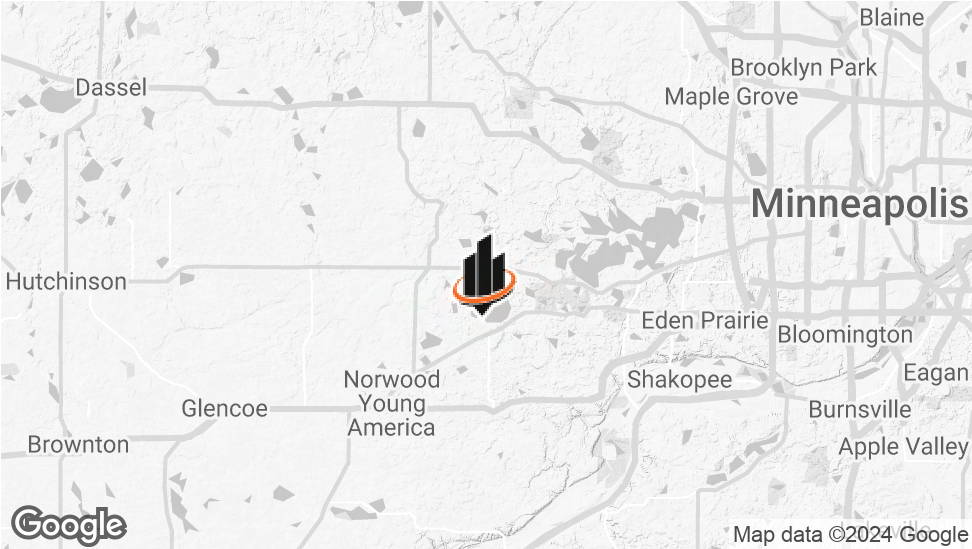 Blaine
Brooklyn Park
Dassel
Maple Grove
Minneapolis
Hutchinson
Eden Prairie
Bloomington
Norwood
Young
America
Shakopee
Eagan
Glencoe
Burnsville
Brownton
Apple Valley
Google
Map data ©2024 Google